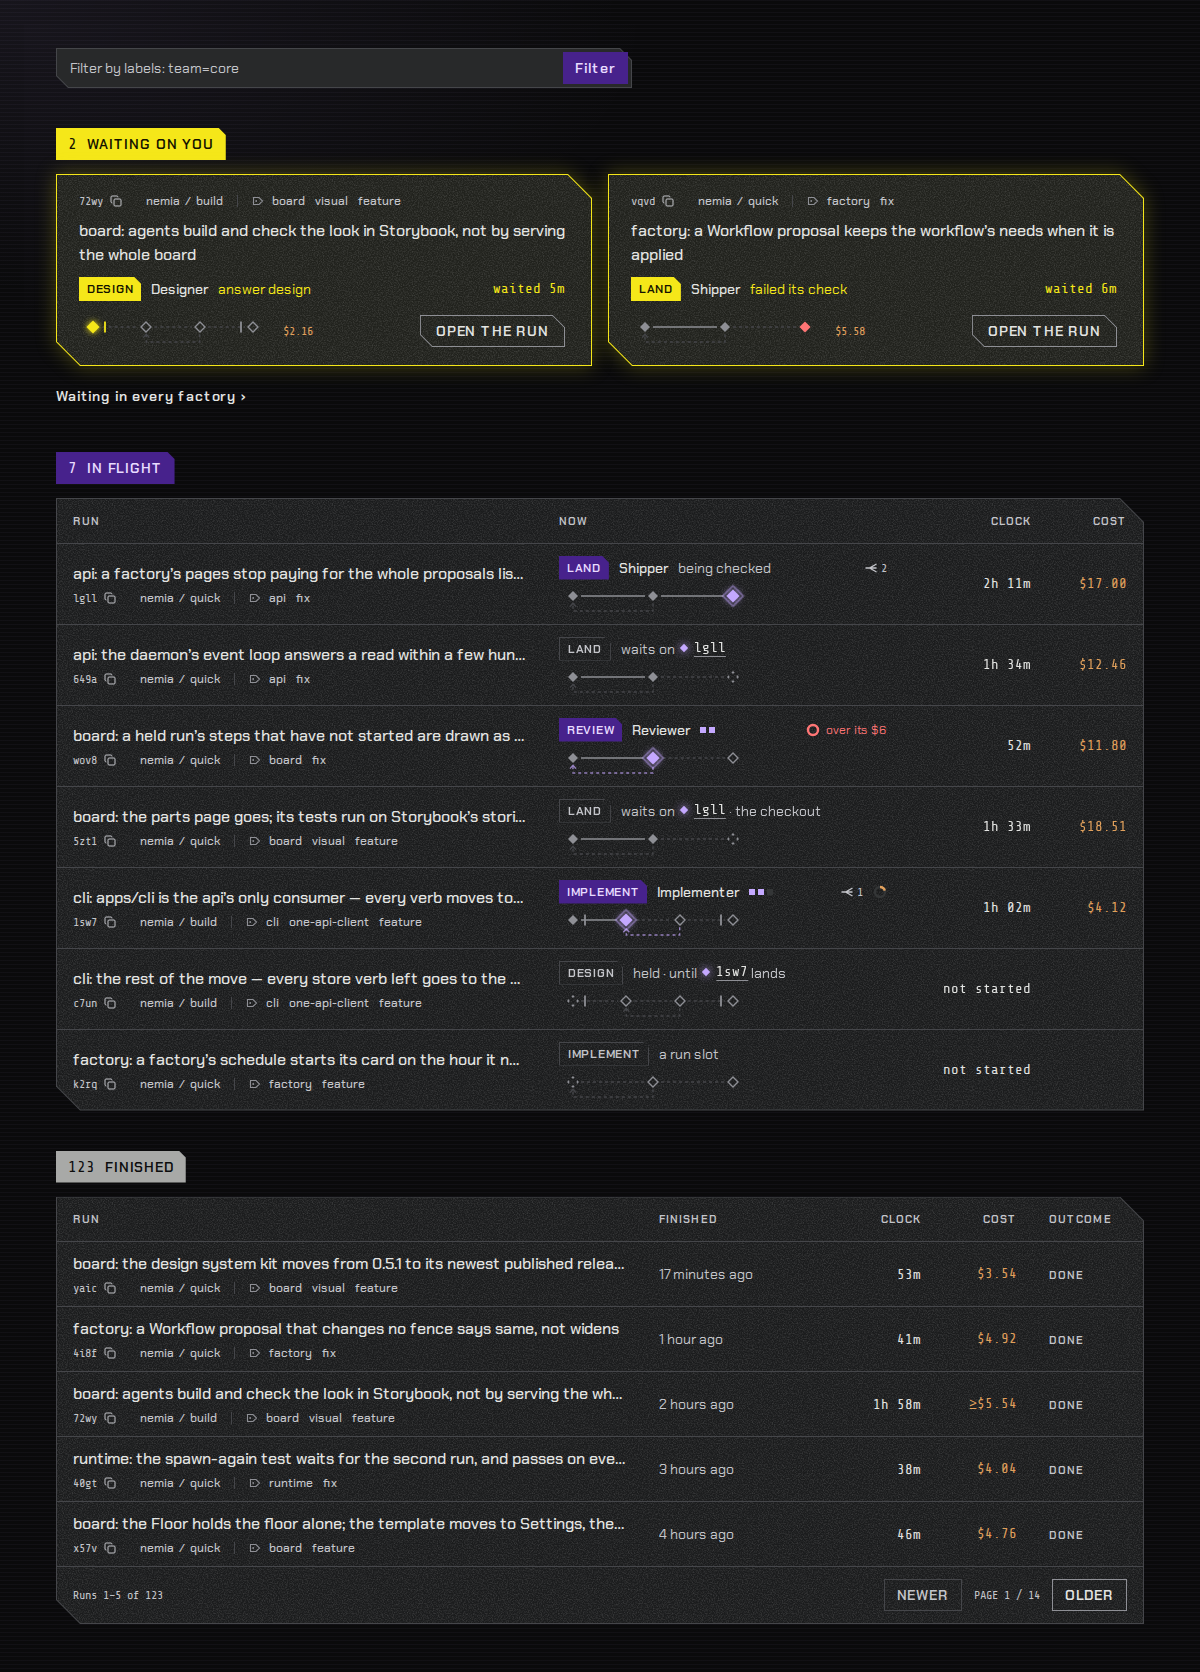 Filter by labels: team=core
Filter
2 WAITING ON YOU
72wy nemia / build board visual feature
board: agents build and check the look in Storybook, not by serving
the whole board
DESIGN Designer answer design waited 5m
$2.16 OPEN THE RUN
vqvd nemia / quick factory fix
factory: a Workflow proposal keeps the workflow's needs when it is
applied
LAND Shipper failed its check waited 6m
$5.58 OPEN THE RUN
Waiting in every factory ›
7 IN FLIGHT
RUN NOW CLOCK COST
api: a factory's pages stop paying for the whole proposals lis...
lgll nemia / quick api fix
LAND Shipper being checked 2
2h 11m $17.00
api: the daemon's event loop answers a read within a few hun...
649a nemia / quick api fix
LAND waits on lgll
1h 34m $12.46
board: a held run's steps that have not started are drawn as ...
wov8 nemia / quick board fix
REVIEW Reviewer over its $6
52m $11.80
board: the parts page goes; its tests run on Storybook's stori...
5zt1 nemia / quick board visual feature
LAND waits on lgll · the checkout
1h 33m $18.51
cli: apps/cli is the api's only consumer — every verb moves to...
1sw7 nemia / build cli one-api-client feature
IMPLEMENT Implementer 1
1h 02m $4.12
cli: the rest of the move — every store verb left goes to the ...
c7un nemia / build cli one-api-client feature
DESIGN held · until 1sw7 lands
not started
factory: a factory's schedule starts its card on the hour it n...
k2rq nemia / quick factory feature
IMPLEMENT a run slot
not started
123 FINISHED
RUN FINISHED CLOCK COST OUTCOME
board: the design system kit moves from 0.5.1 to its newest published relea...
yaic nemia / quick board visual feature
17 minutes ago 53m $3.54 DONE
factory: a Workflow proposal that changes no fence says same, not widens
4i8f nemia / quick factory fix
1 hour ago 41m $4.92 DONE
board: agents build and check the look in Storybook, not by serving the wh...
72wy nemia / build board visual feature
2 hours ago 1h 58m ≥$5.54 DONE
runtime: the spawn-again test waits for the second run, and passes on eve...
40gt nemia / quick runtime fix
3 hours ago 38m $4.04 DONE
board: the Floor holds the floor alone; the template moves to Settings, the...
x57v nemia / quick board feature
4 hours ago 46m $4.76 DONE
Runs 1–5 of 123 NEWER PAGE 1 / 14 OLDER